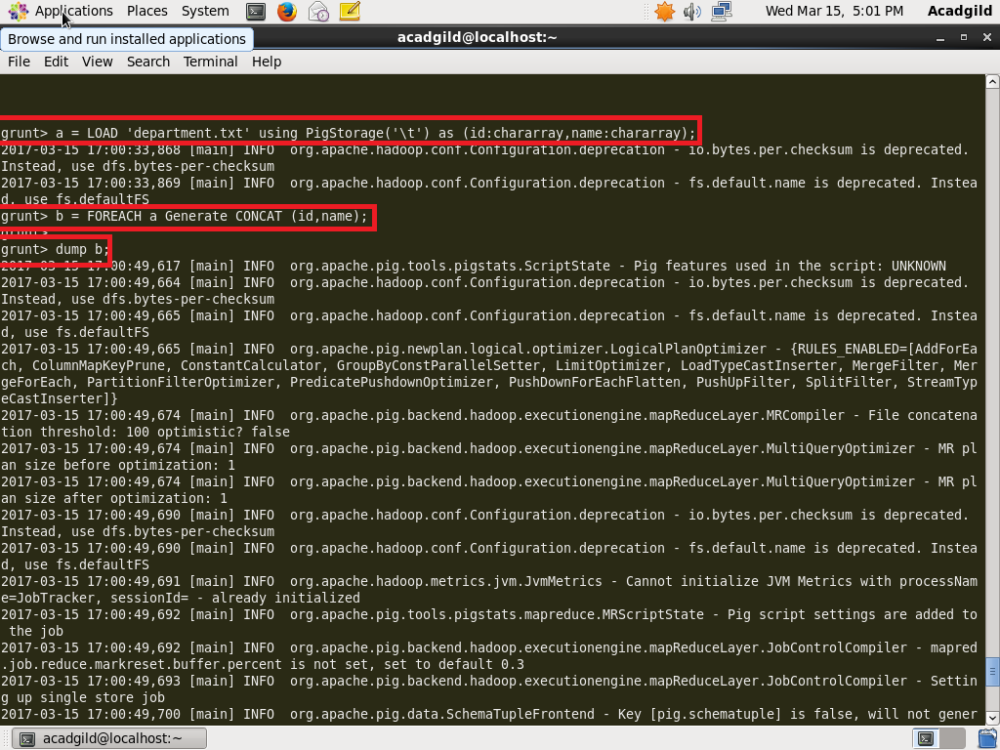 Applications Places System Wed Mar 15, 5:01 PM Acadgild
Browse and run installed applications
acadgild@localhost:~
File Edit View Search Terminal Help
grunt> a = LOAD 'department.txt' using PigStorage('\t') as (id:chararray,name:chararray);
2017-03-15 17:00:33,868 [main] INFO  org.apache.hadoop.conf.Configuration.deprecation - io.bytes.per.checksum is deprecated.
Instead, use dfs.bytes-per-checksum
2017-03-15 17:00:33,869 [main] INFO  org.apache.hadoop.conf.Configuration.deprecation - fs.default.name is deprecated. Instea
d, use fs.defaultFS
grunt> b = FOREACH a Generate CONCAT (id,name);
grunt>
grunt> dump b;
2017-03-15 17:00:49,617 [main] INFO  org.apache.pig.tools.pigstats.ScriptState - Pig features used in the script: UNKNOWN
2017-03-15 17:00:49,664 [main] INFO  org.apache.hadoop.conf.Configuration.deprecation - io.bytes.per.checksum is deprecated.
Instead, use dfs.bytes-per-checksum
2017-03-15 17:00:49,665 [main] INFO  org.apache.hadoop.conf.Configuration.deprecation - fs.default.name is deprecated. Instea
d, use fs.defaultFS
2017-03-15 17:00:49,665 [main] INFO  org.apache.pig.newplan.logical.optimizer.LogicalPlanOptimizer - {RULES_ENABLED=[AddForEa
ch, ColumnMapKeyPrune, ConstantCalculator, GroupByConstParallelSetter, LimitOptimizer, LoadTypeCastInserter, MergeFilter, Mer
geForEach, PartitionFilterOptimizer, PredicatePushdownOptimizer, PushDownForEachFlatten, PushUpFilter, SplitFilter, StreamTyp
eCastInserter]}
2017-03-15 17:00:49,674 [main] INFO  org.apache.pig.backend.hadoop.executionengine.mapReduceLayer.MRCompiler - File concatena
tion threshold: 100 optimistic? false
2017-03-15 17:00:49,674 [main] INFO  org.apache.pig.backend.hadoop.executionengine.mapReduceLayer.MultiQueryOptimizer - MR pl
an size before optimization: 1
2017-03-15 17:00:49,674 [main] INFO  org.apache.pig.backend.hadoop.executionengine.mapReduceLayer.MultiQueryOptimizer - MR pl
an size after optimization: 1
2017-03-15 17:00:49,690 [main] INFO  org.apache.hadoop.conf.Configuration.deprecation - io.bytes.per.checksum is deprecated.
Instead, use dfs.bytes-per-checksum
2017-03-15 17:00:49,690 [main] INFO  org.apache.hadoop.conf.Configuration.deprecation - fs.default.name is deprecated. Instea
d, use fs.defaultFS
2017-03-15 17:00:49,691 [main] INFO  org.apache.hadoop.metrics.jvm.JvmMetrics - Cannot initialize JVM Metrics with processNam
e=JobTracker, sessionId= - already initialized
2017-03-15 17:00:49,692 [main] INFO  org.apache.pig.tools.pigstats.mapreduce.MRScriptState - Pig script settings are added to
the job
2017-03-15 17:00:49,692 [main] INFO  org.apache.pig.backend.hadoop.executionengine.mapReduceLayer.JobControlCompiler - mapred
.job.reduce.markreset.buffer.percent is not set, set to default 0.3
2017-03-15 17:00:49,693 [main] INFO  org.apache.pig.backend.hadoop.executionengine.mapReduceLayer.JobControlCompiler - Settin
g up single store job
2017-03-15 17:00:49,700 [main] INFO  org.apache.pig.data.SchemaTupleFrontend - Key [pig.schematuple] is false, will not gener
acadgild@localhost:~